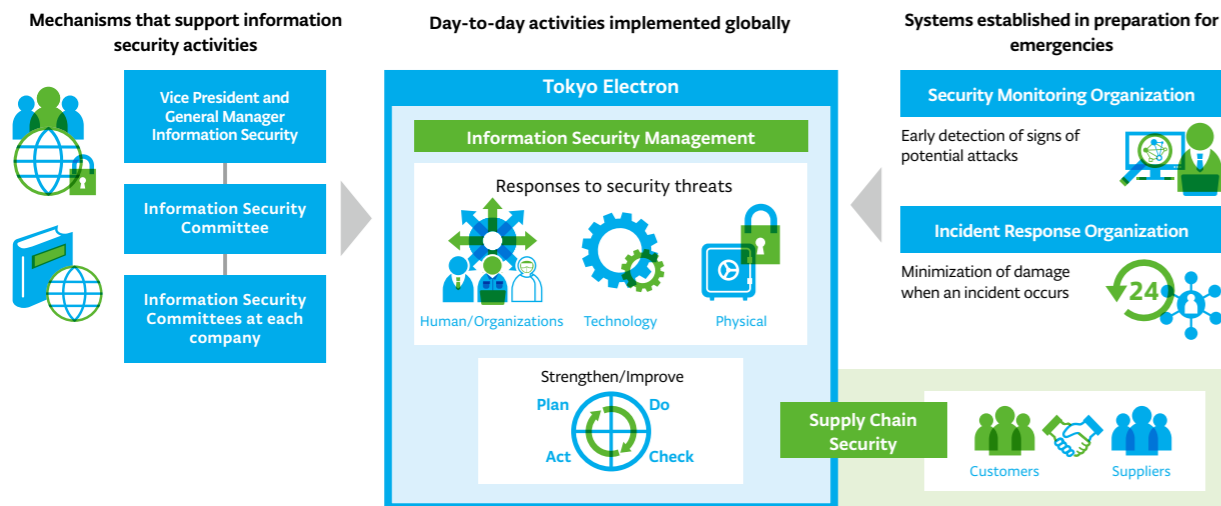 Mechanisms that support information
security activities
Vice President and
General Manager
Information Security
Information Security
Committee
Information Security
Committees at each
company
Day-to-day activities implemented globally
Tokyo Electron
Information Security Management
Responses to security threats
Human/Organizations
Technology
Physical
Strengthen/Improve
Plan
Do
Act
Check
Systems established in preparation for
emergencies
Security Monitoring Organization
Early detection of signs of
potential attacks
Incident Response Organization
Minimization of damage
when an incident occurs
24
Supply Chain
Security
Customers
Suppliers